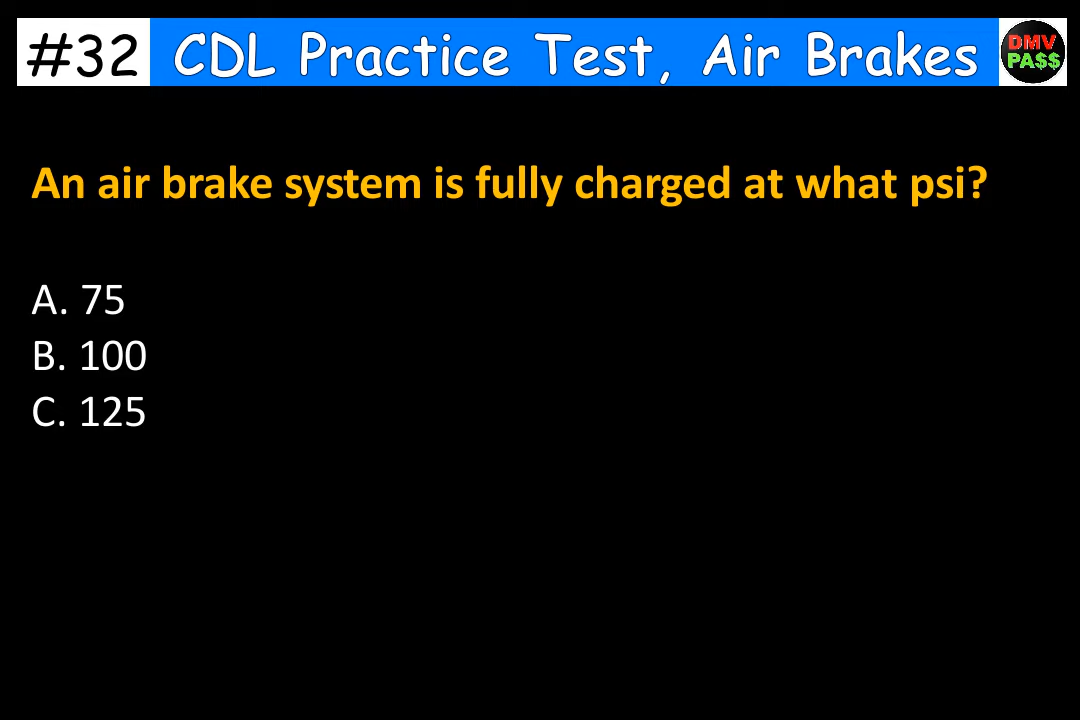 #32 CDL Practice Test, Air Brakes
DMV
PA$$
An air brake system is fully charged at what psi?
A. 75
B. 100
C. 125